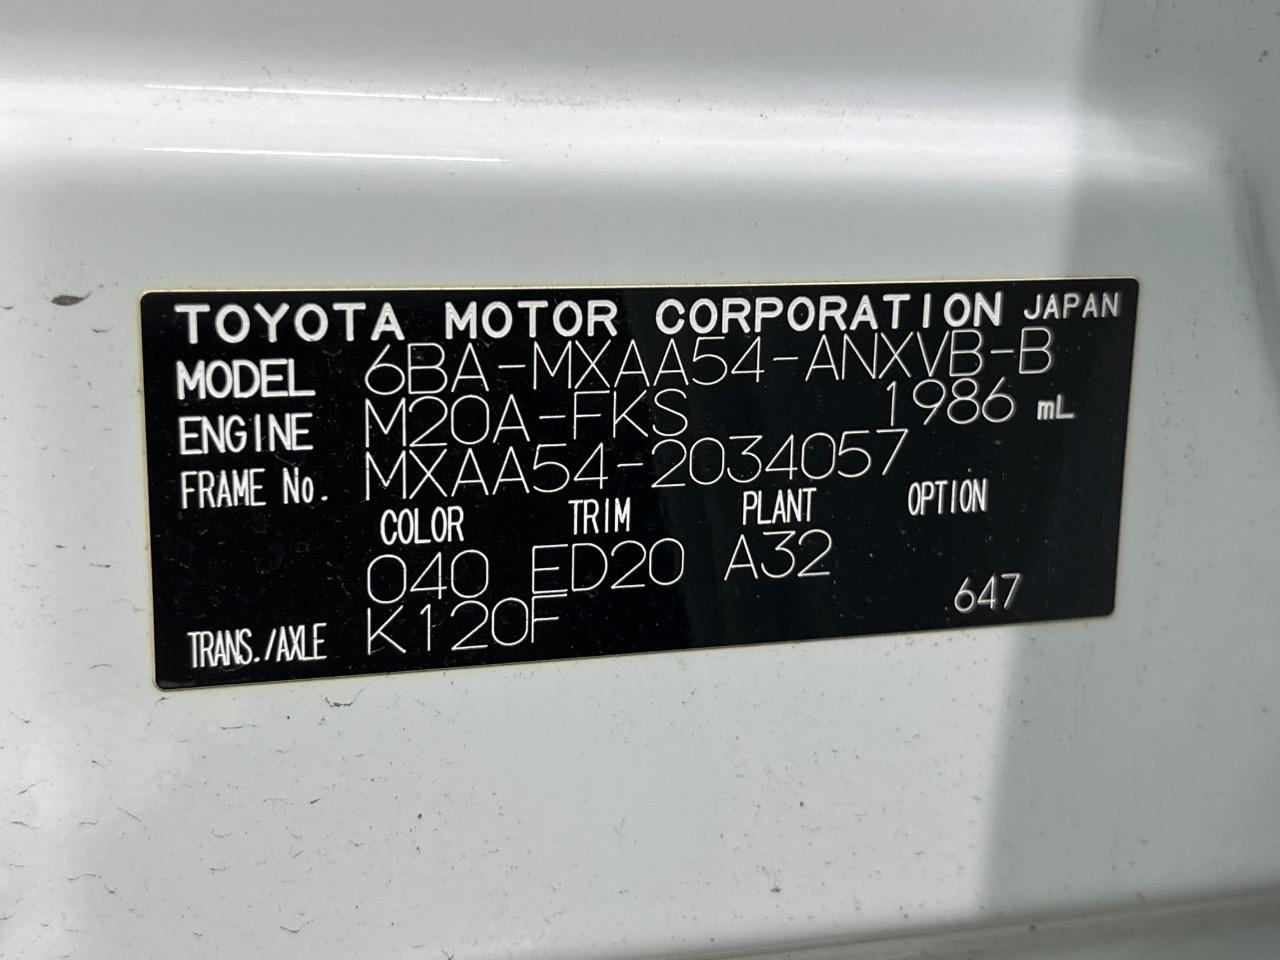 TOYOTA MOTOR CORPORATION JAPAN
MODEL 6BA-MXAA54-ANXVB-B
ENGINE M20A-FKS 1986 mL
FRAME No. MXAA54-2034057
COLOR TRIM PLANT OPTION
040 ED20 A32
TRANS./AXLE K120F 647